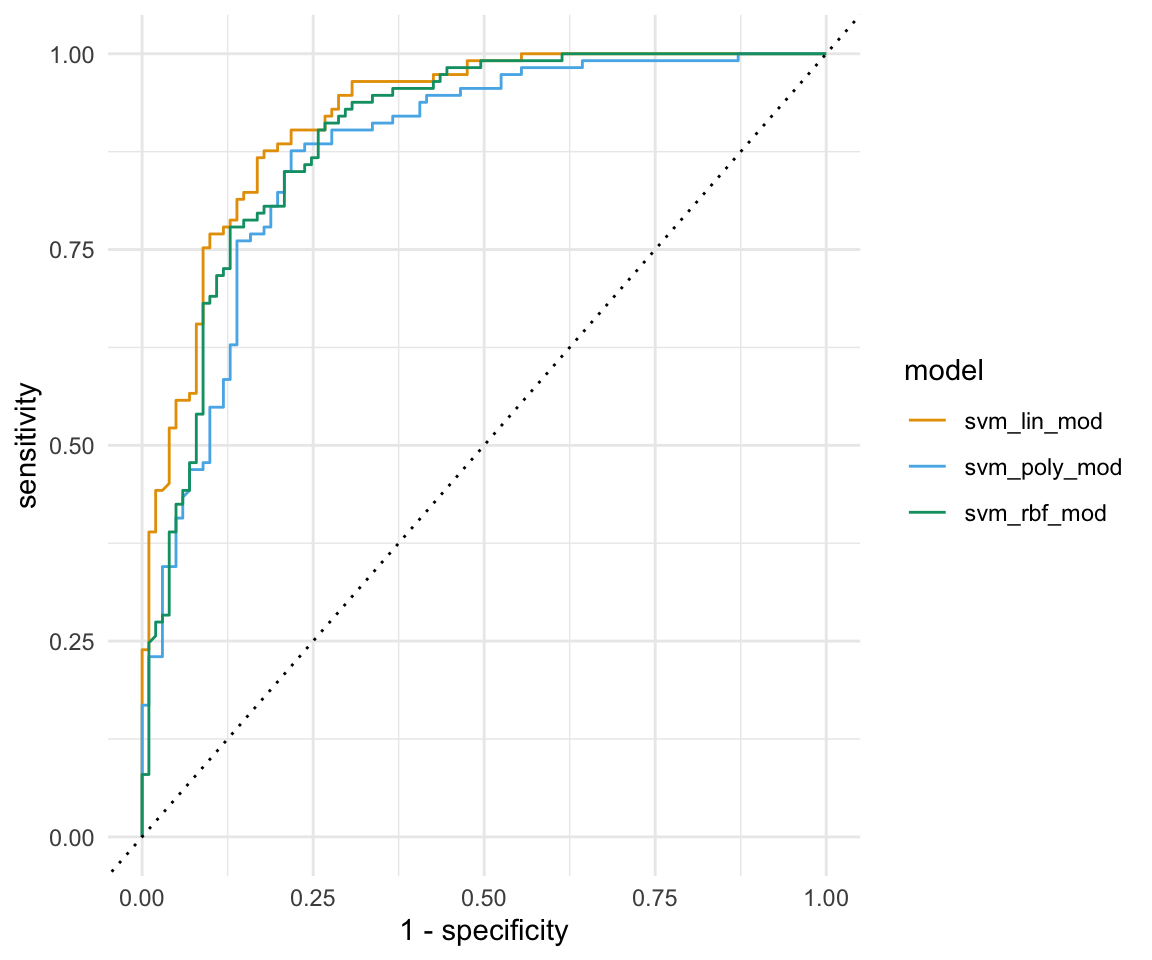 1.00
0.75
0.50
0.25
0.00
sensitivity
0.00 0.25 0.50 0.75 1.00
1 - specificity
model
svm_lin_mod
svm_poly_mod
svm_rbf_mod